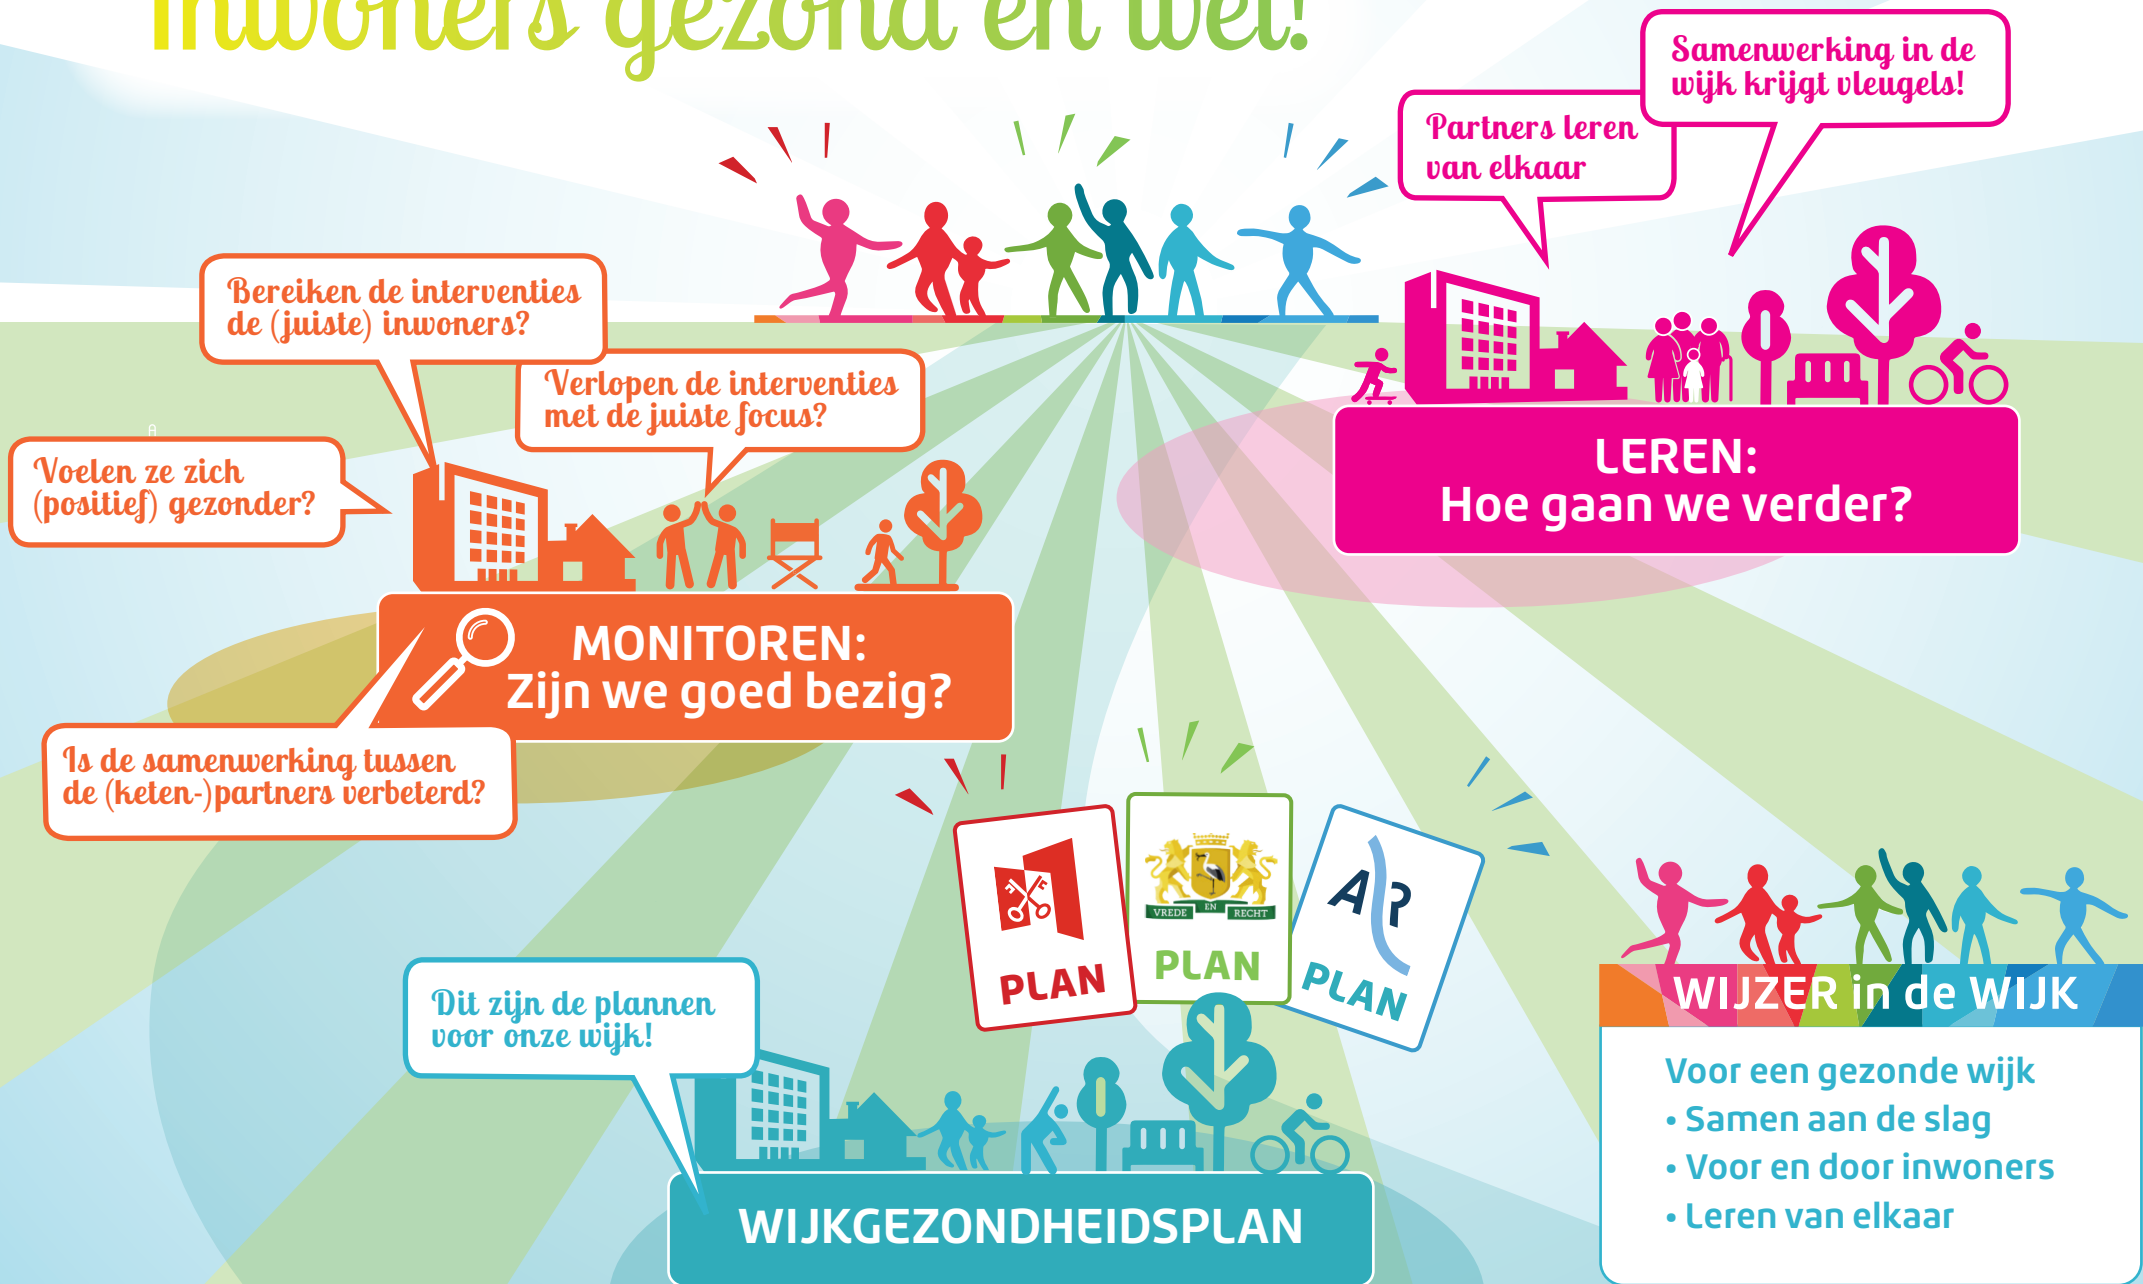 inwoners gezond en wel!
Samenwerking in de
wijk krijgt vleugels!
Partners leren
van elkaar
Bereiken de interventies
de (juiste) inwoners?
Verlopen de interventies
met de juiste focus?
Voelen ze zich
(positief) gezonder?
LEREN:
Hoe gaan we verder?
MONITOREN:
Zijn we goed bezig?
Is de samenwerking tussen
de (keten-)partners verbeterd?
PLAN
VREDE EN RECHT
PLAN
AR
PLAN
Dit zijn de plannen
voor onze wijk!
WIJKGEZONDHEIDSPLAN
WIJZER in de WIJK
Voor een gezonde wijk
• Samen aan de slag
• Voor en door inwoners
• Leren van elkaar